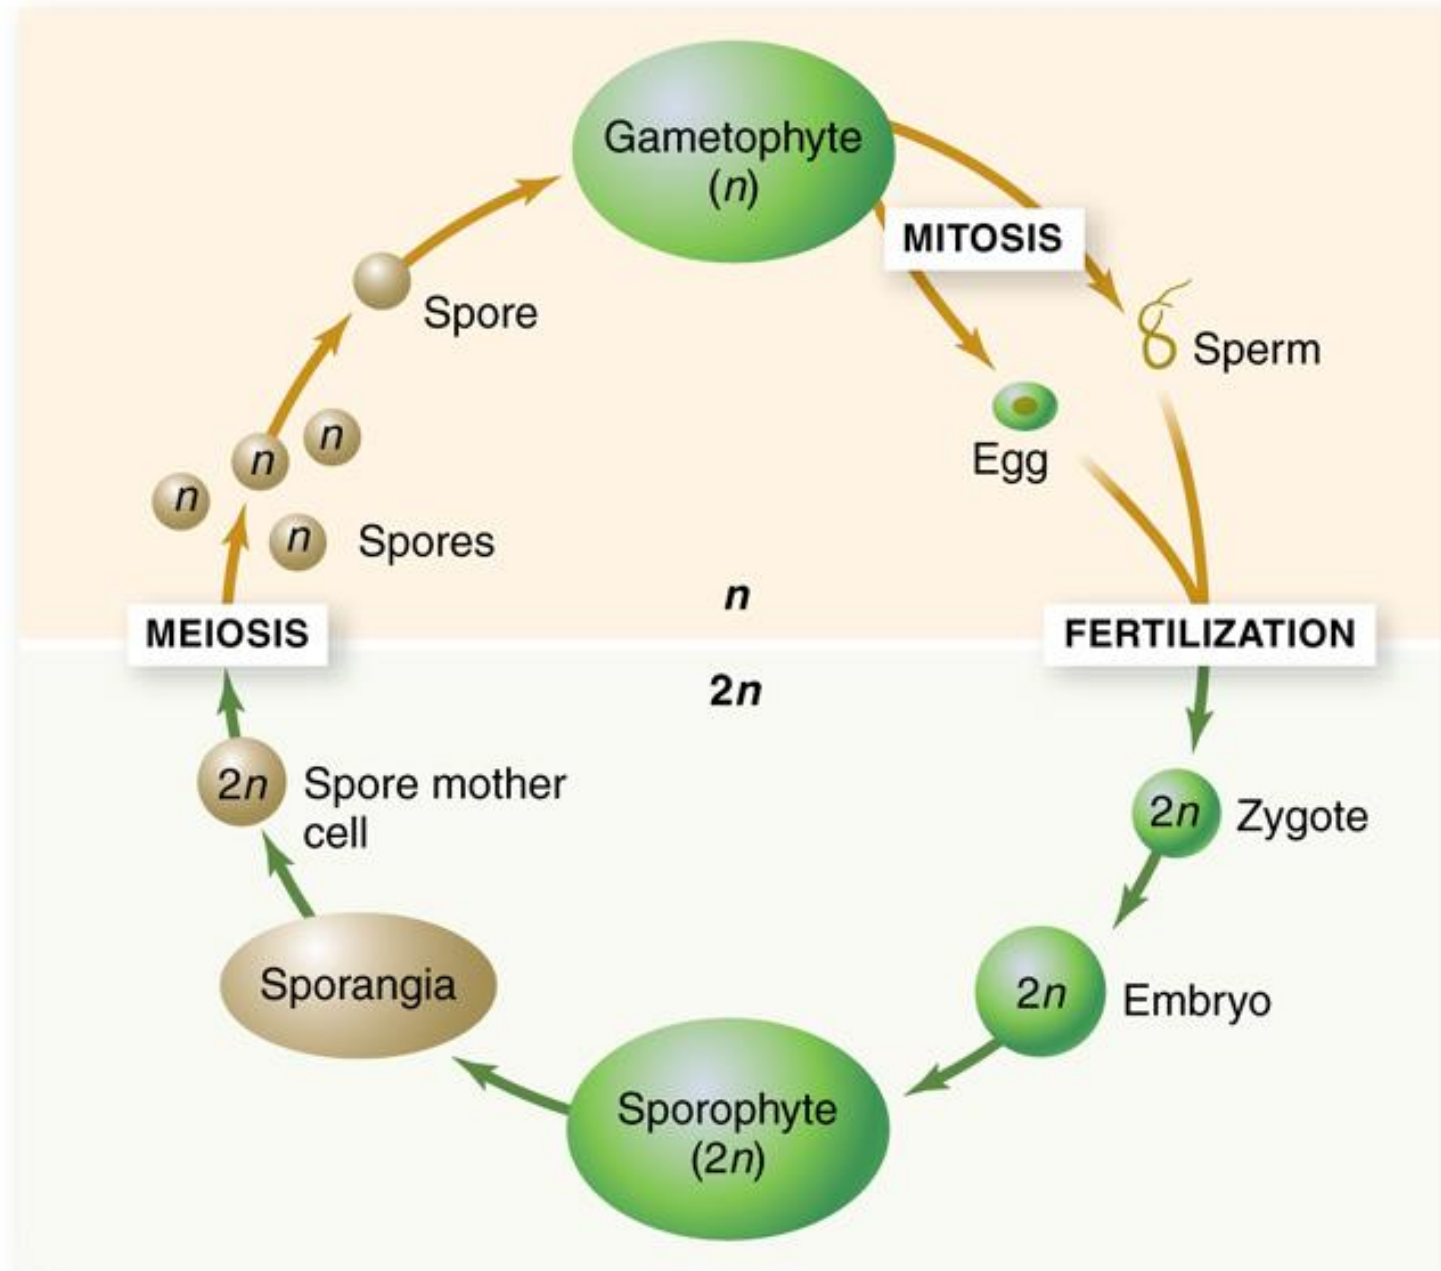 Gametophyte
(n)
MITOSIS
Spore
Sperm
n
n
Egg
n
n
Spores
n
MEIOSIS
FERTILIZATION
2n
2n
Spore mother
cell
2n
Zygote
Sporangia
2n
Embryo
Sporophyte
(2n)